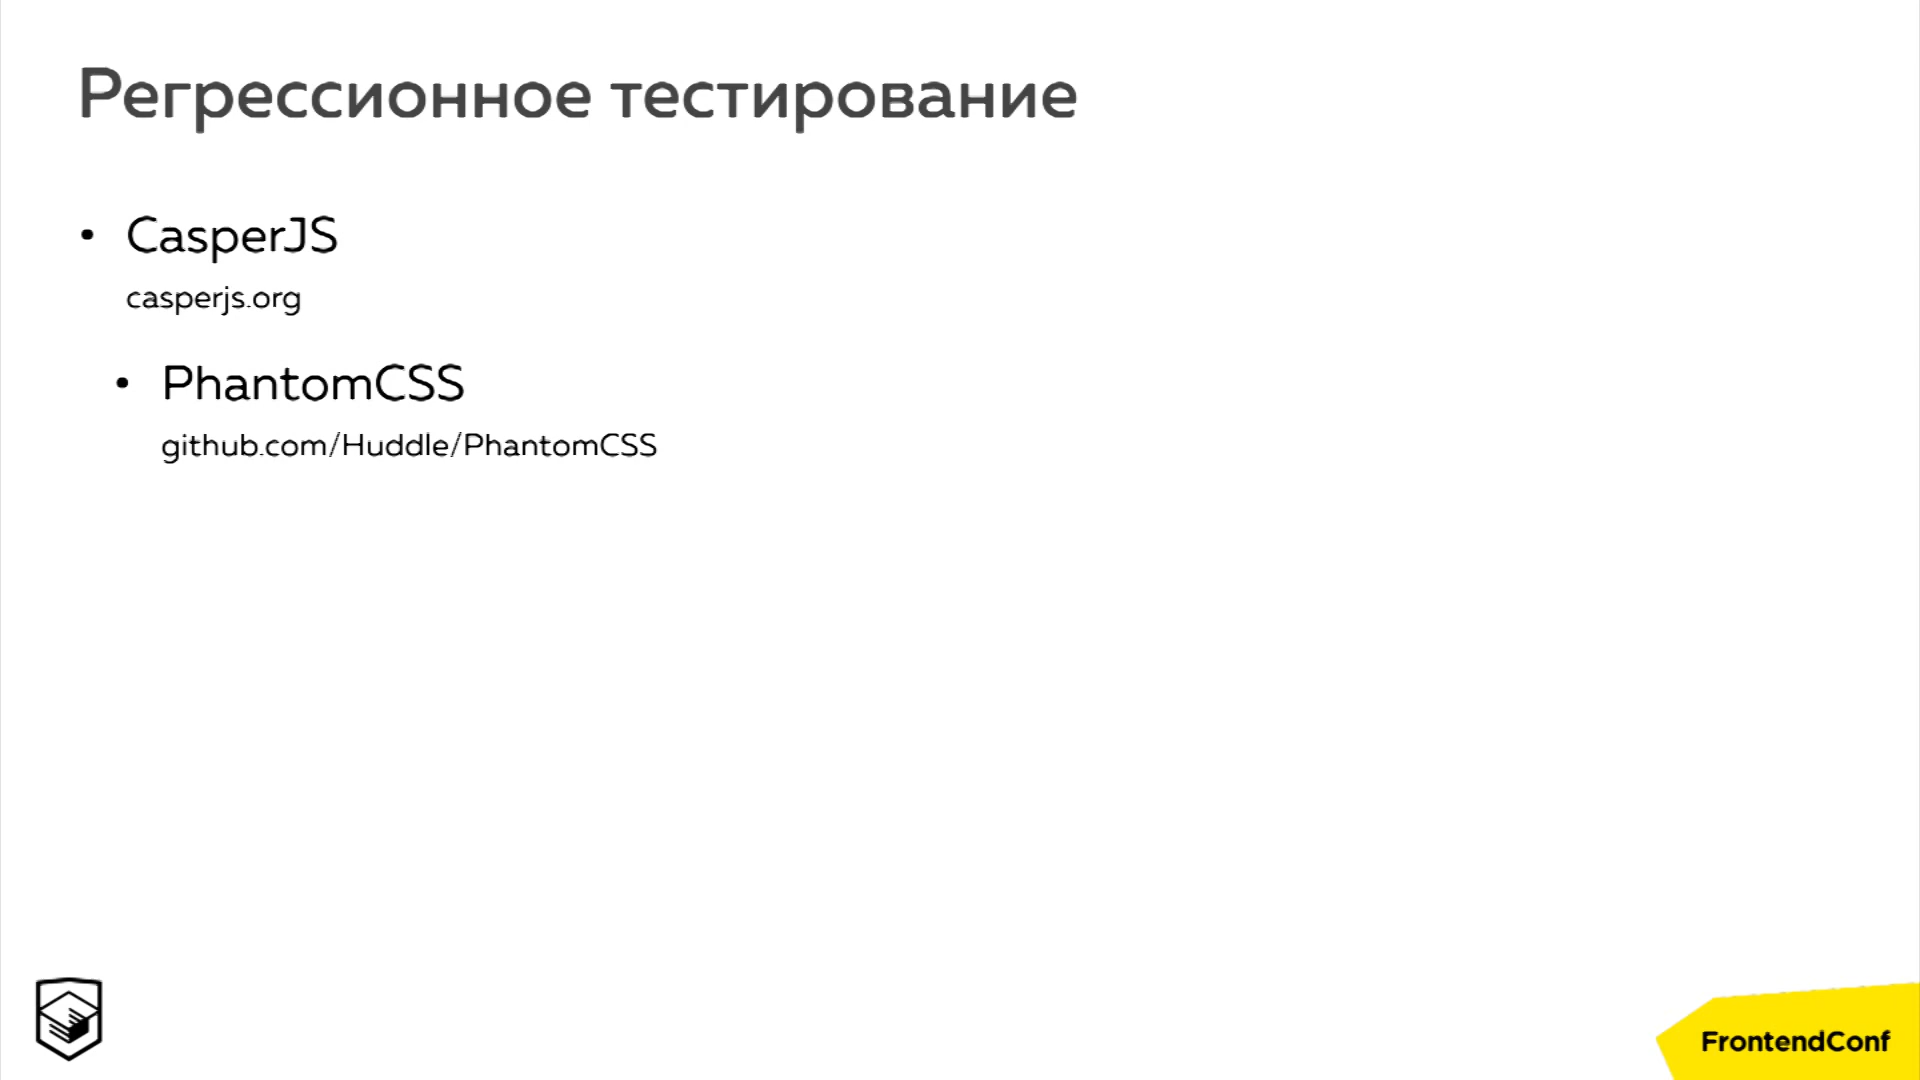 Регрессионное тестирование
• CasperJS
casperjs.org
• PhantomCSS
github.com/Huddle/PhantomCSS
FrontendConf